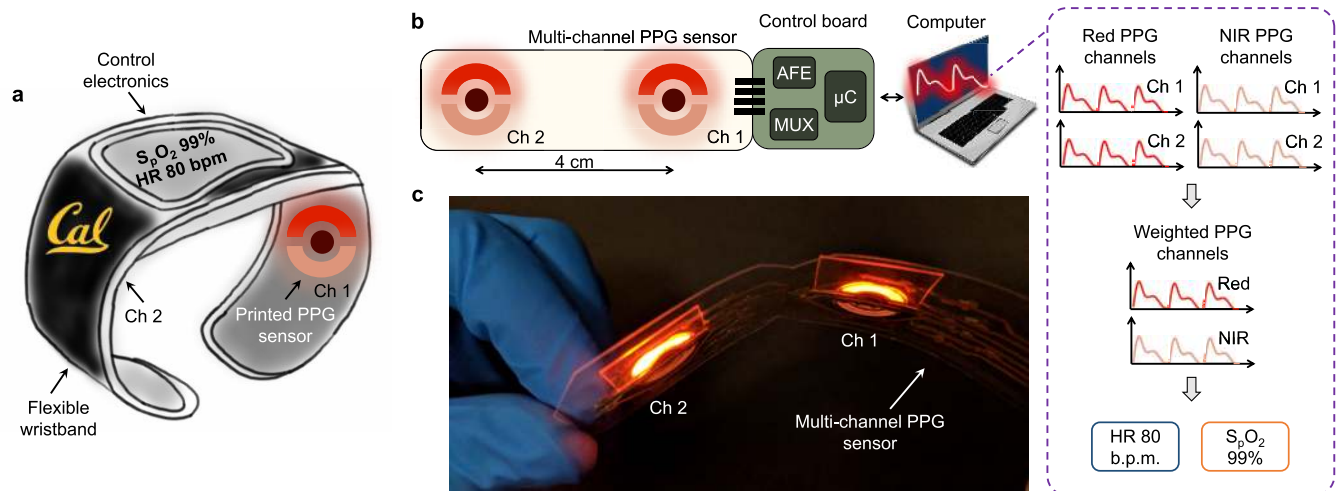 a
Control
electronics
SpO2 99%
HR 80 bpm
Cal
Ch 1
Printed PPG
sensor
Ch 2
Flexible
wristband
b
Multi-channel PPG sensor
Control board
Computer
AFE
µC
MUX
Ch 2
Ch 1
4 cm
c
Ch 1
Ch 2
Multi-channel PPG
sensor
Red PPG
channels
NIR PPG
channels
Ch 1
Ch 1
Ch 2
Ch 2
Weighted PPG
channels
Red
NIR
HR 80
b.p.m.
SpO2
99%